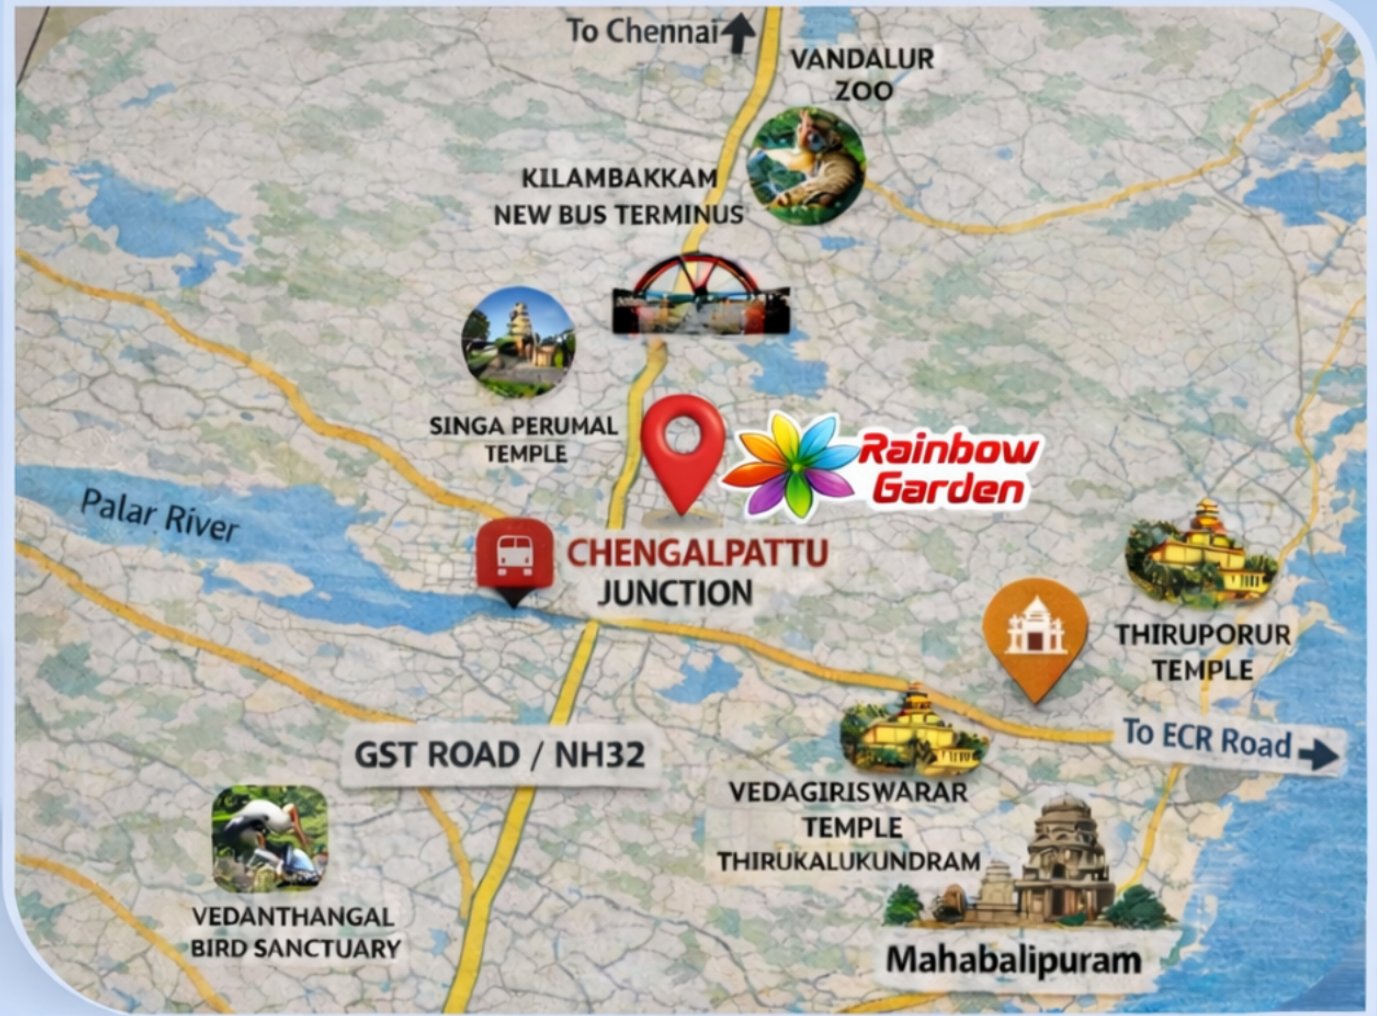 To Chennai
VANDALUR
ZOO
KILAMBAKKAM
NEW BUS TERMINUS
SINGA PERUMAL
TEMPLE
Rainbow
Garden
Palar River
CHENGALPATTU
JUNCTION
THIRUPORUR
TEMPLE
To ECR Road
GST ROAD / NH32
VEDAGIRISWARAR
TEMPLE
THIRUKALUKUNDRAM
VEDANTHANGAL
BIRD SANCTUARY
Mahabalipuram